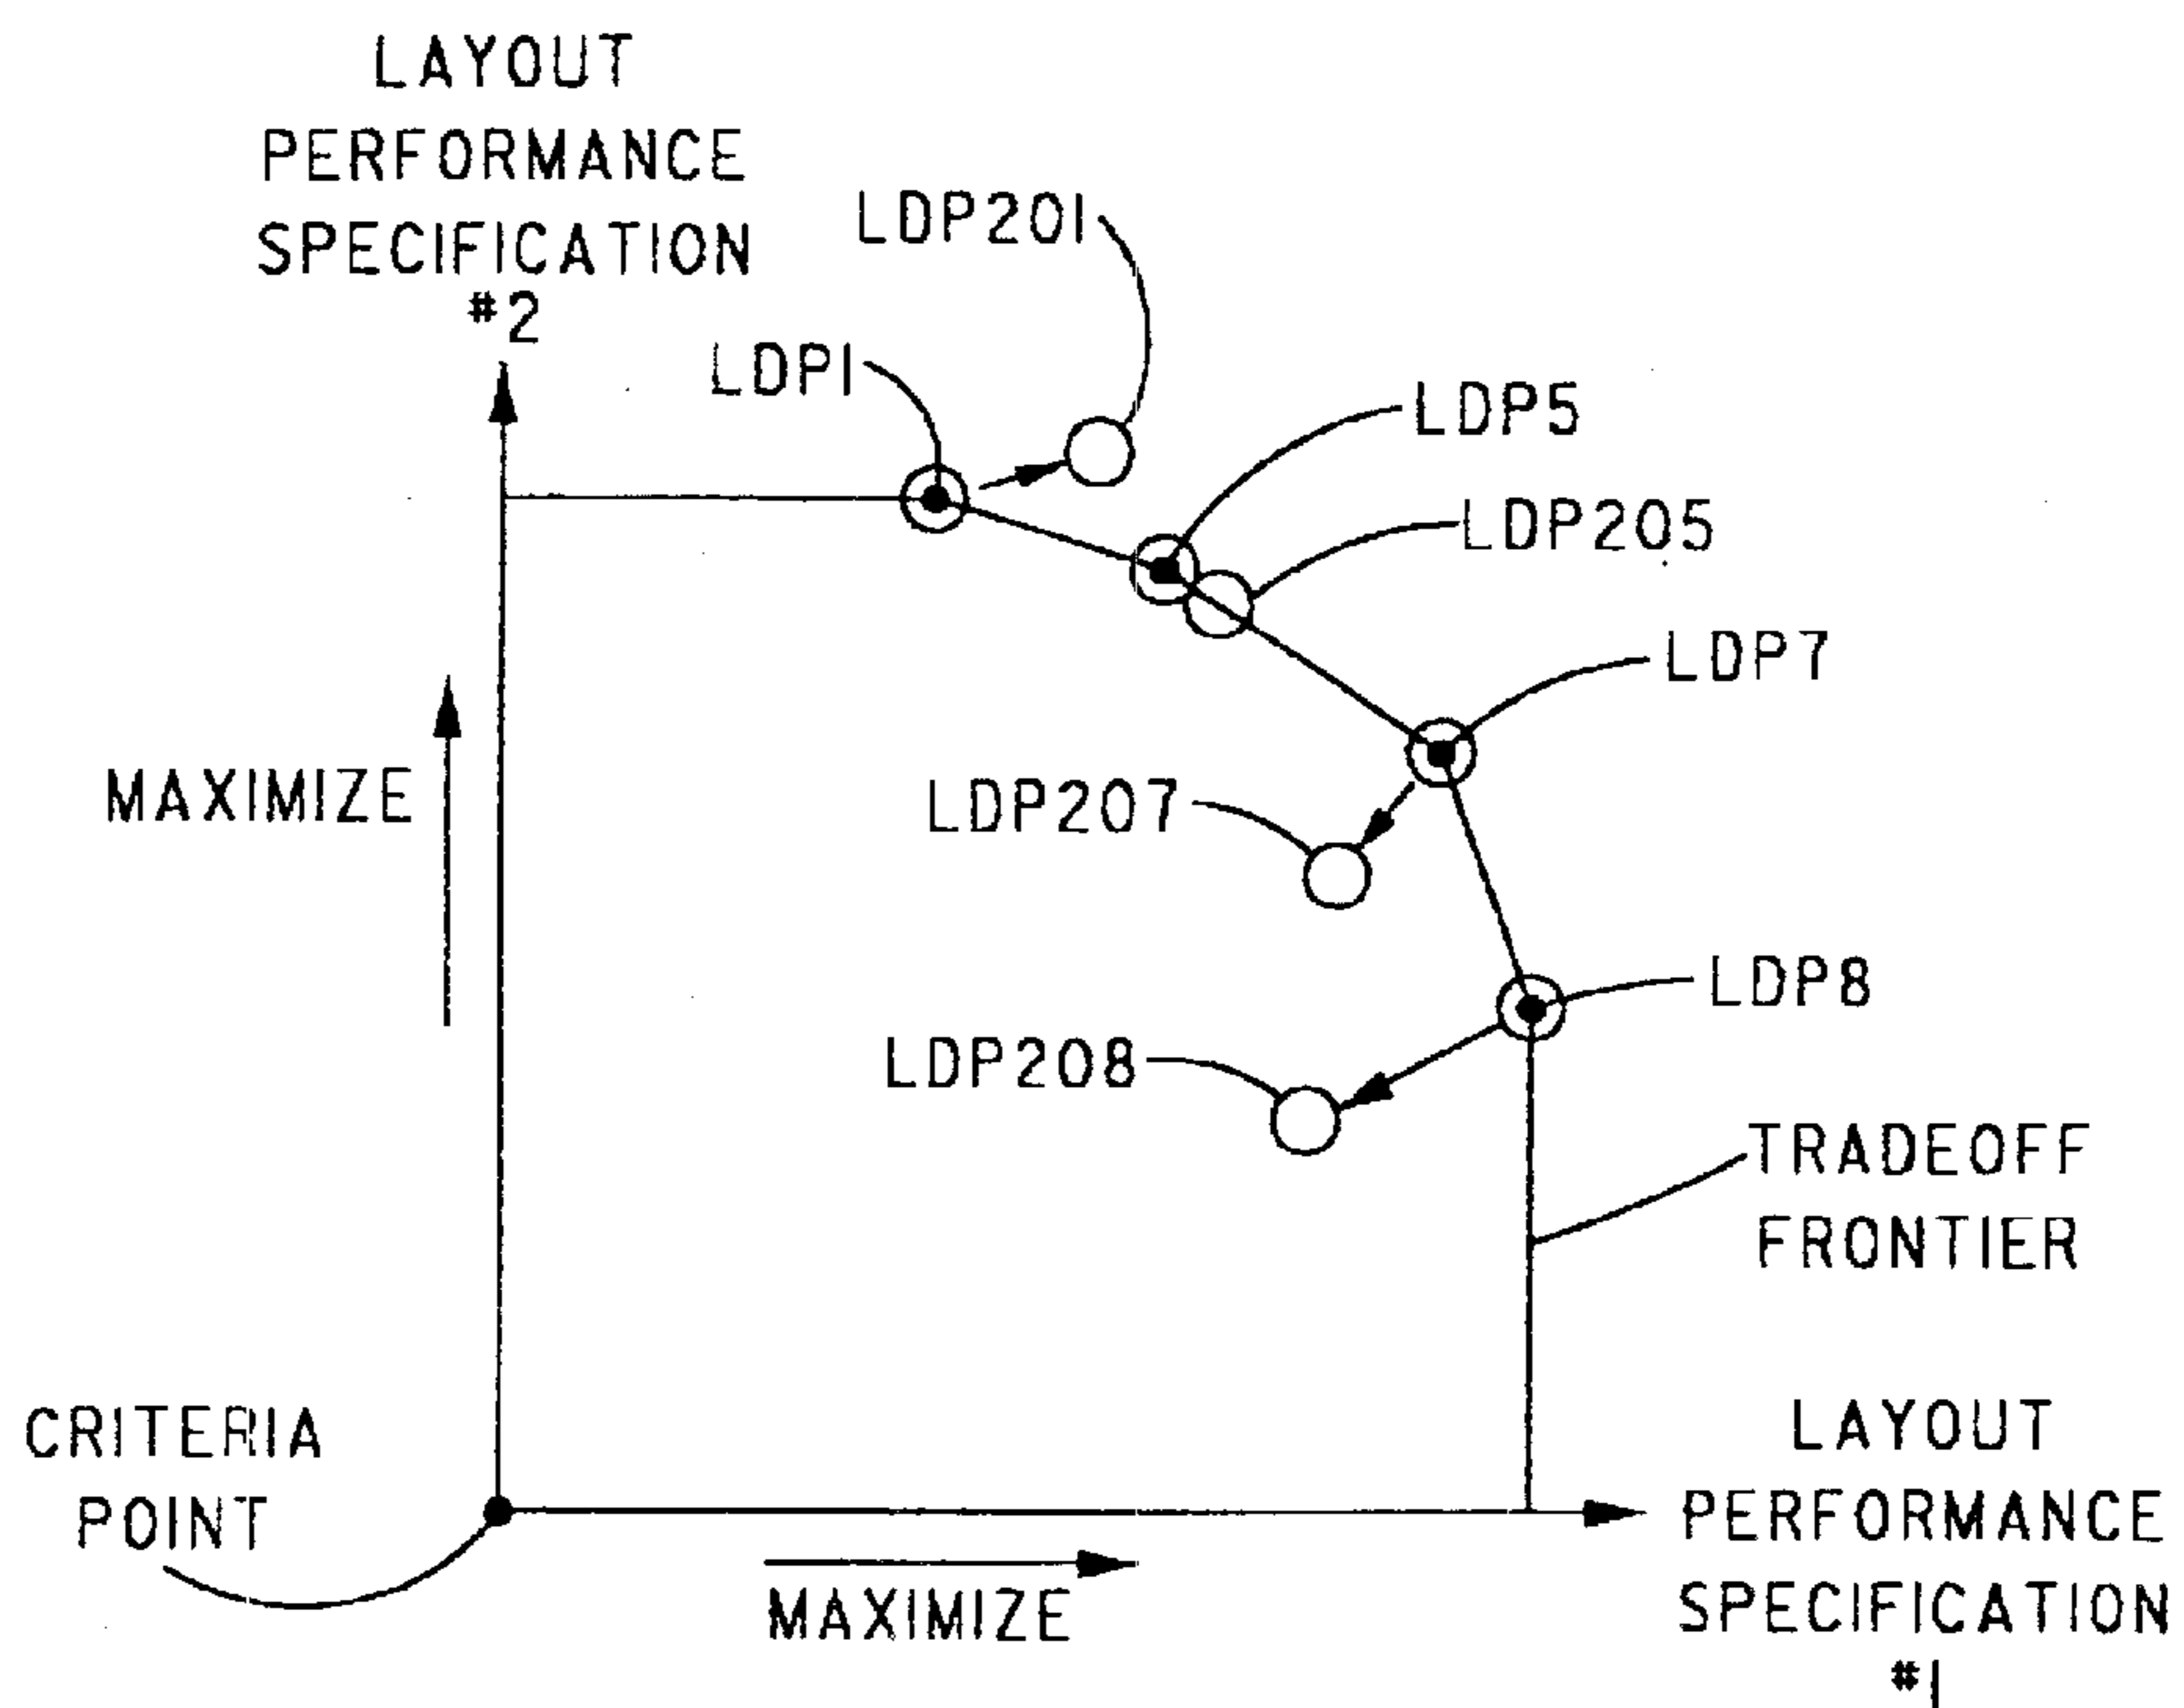 LAYOUT
PERFORMANCE
SPECIFICATION
#2
LDP201
LDP1
LDP5
LDP205
LDP7
MAXIMIZE
LDP207
LDP8
LDP208
TRADEOFF
FRONTIER
CRITERIA
POINT
LAYOUT
PERFORMANCE
SPECIFICATION
#1
MAXIMIZE